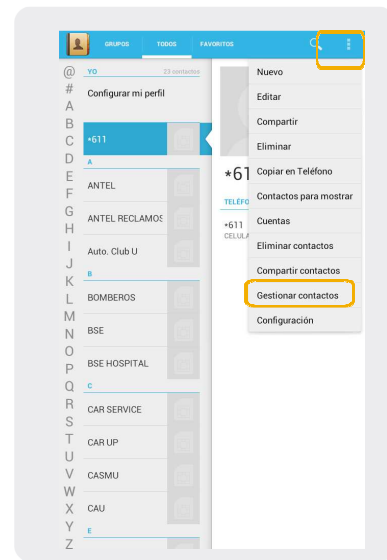 GRUPOS TODOS FAVORITOS
@
#
A
B
C
D
E
F
G
H
I
J
K
L
M
N
O
P
Q
R
S
T
U
V
W
X
Y
Z
YO 23 contactos
Configurar mi perfil
*611
A
ANTEL
ANTEL RECLAMOS
Auto. Club U
B
BOMBEROS
BSE
BSE HOSPITAL
C
CAR SERVICE
CAR UP
CASMU
CAU
E
*61
TELÉFO
*611
CELULA
Nuevo
Editar
Compartir
Eliminar
Copiar en Teléfono
Contactos para mostrar
Cuentas
Eliminar contactos
Compartir contactos
Gestionar contactos
Configuración